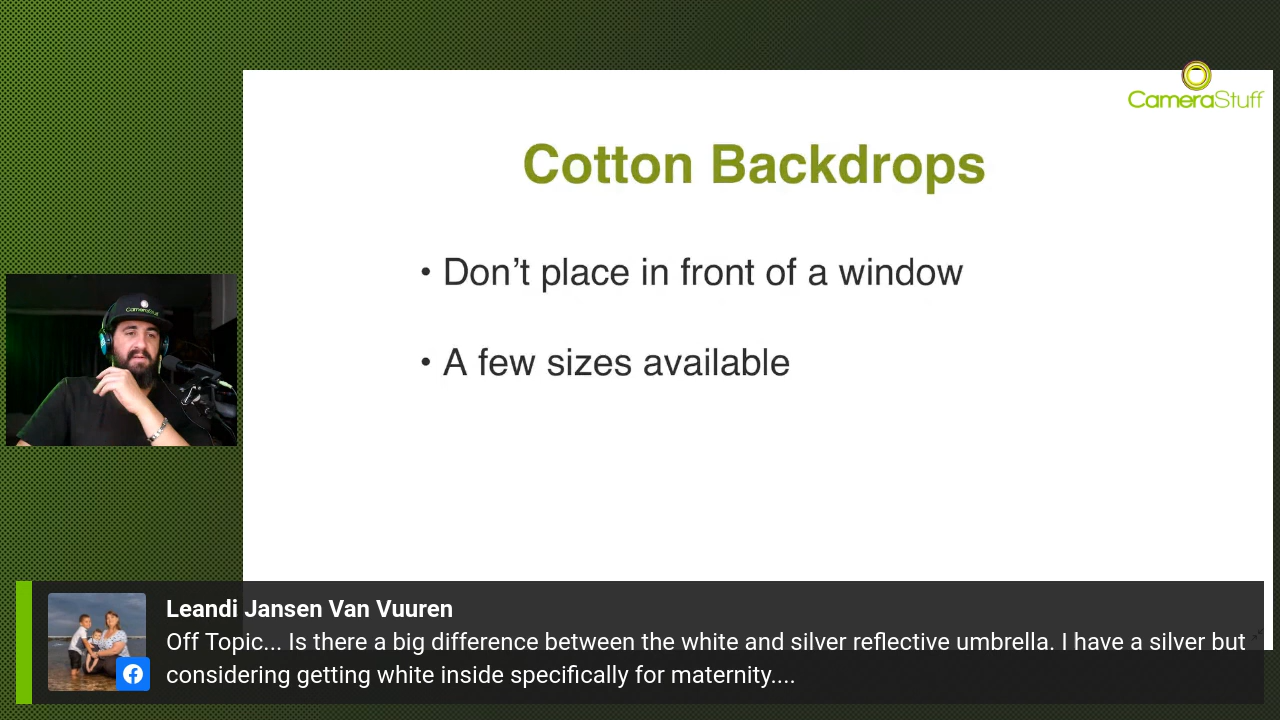 CameraStuff
Cotton Backdrops
• Don’t place in front of a window
• A few sizes available
CameraStuff
Leandi Jansen Van Vuuren
Off Topic... Is there a big difference between the white and silver reflective umbrella. I have a silver but
considering getting white inside specifically for maternity....